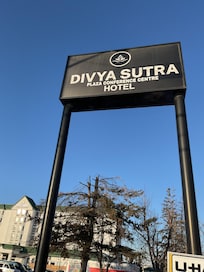 DIVYA SUTRA
PLAZA CONFERENCE CENTRE
HOTEL